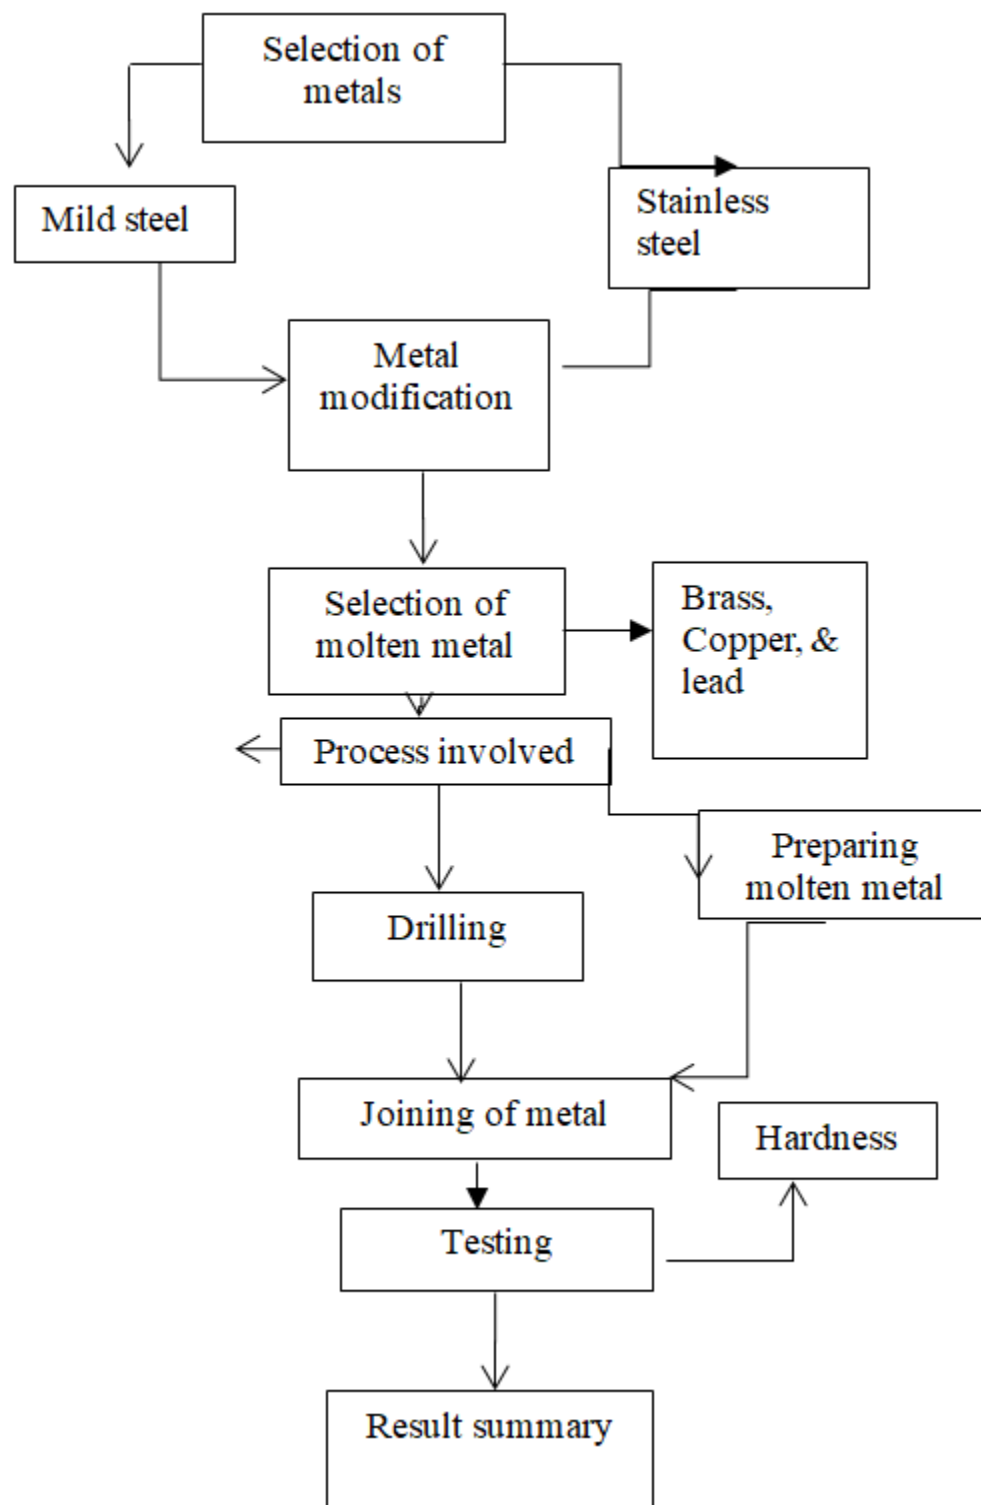 Selection of
metals
Mild steel
Stainless
steel
Metal
modification
Selection of
molten metal
Brass,
Copper, &
lead
Process involved
Preparing
molten metal
Drilling
Joining of metal
Hardness
Testing
Result summary